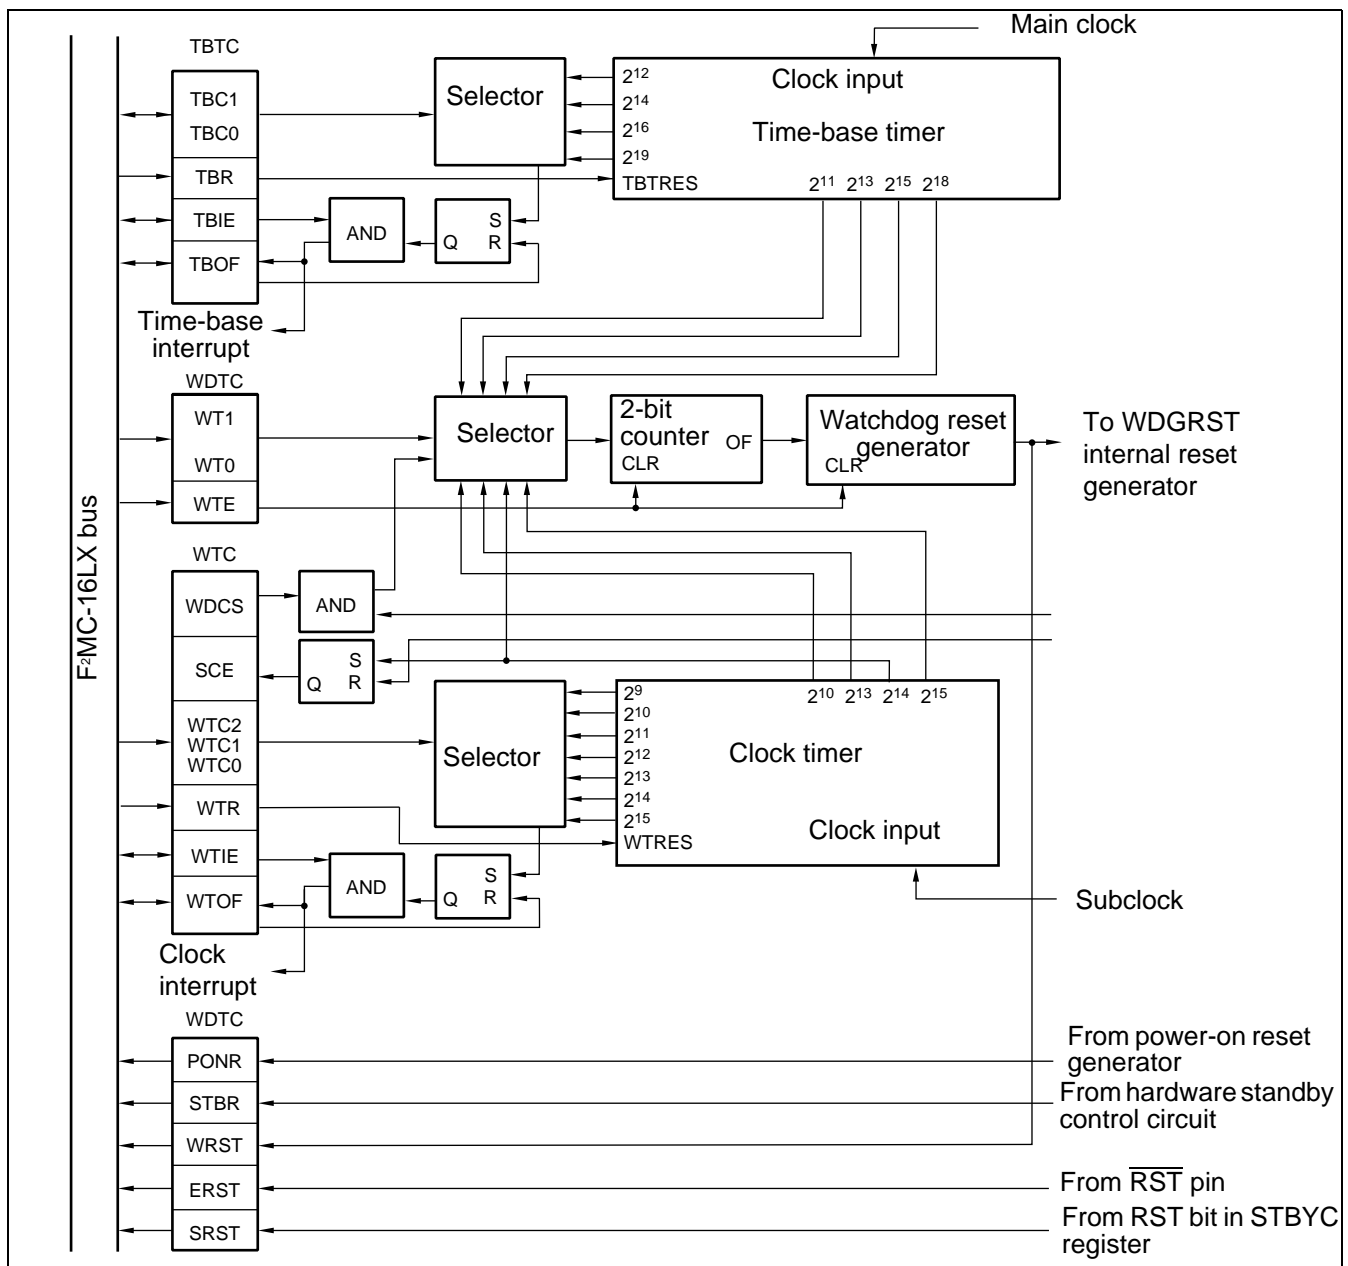 Main clock
TBTC
TBC1
TBC0
TBR
TBIE
TBOF
Selector
2¹²
2¹⁴
2¹⁶
2¹⁹
TBTRES
Clock input
Time-base timer
2¹¹ 2¹³ 2¹⁵ 2¹⁸
AND
S
Q R
Time-base
interrupt
WDTC
WT1
WT0
WTE
Selector
2-bit
counter OF
CLR
Watchdog reset
generator
CLR
To WDGRST
internal reset
generator
F²MC-16LX bus
WTC
WDCS
SCE
WTC2
WTC1
WTC0
WTR
WTIE
WTOF
AND
S
Q R
Selector
2⁹
2¹⁰
2¹¹
2¹²
2¹³
2¹⁴
2¹⁵
WTRES
2¹⁰ 2¹³ 2¹⁴ 2¹⁵
Clock timer
Clock input
AND
S
Q R
Subclock
Clock
interrupt
WDTC
PONR
STBR
WRST
ERST
SRST
From power-on reset
generator
From hardware standby
control circuit
From R̅S̅T̅ pin
From RST bit in STBYC
register